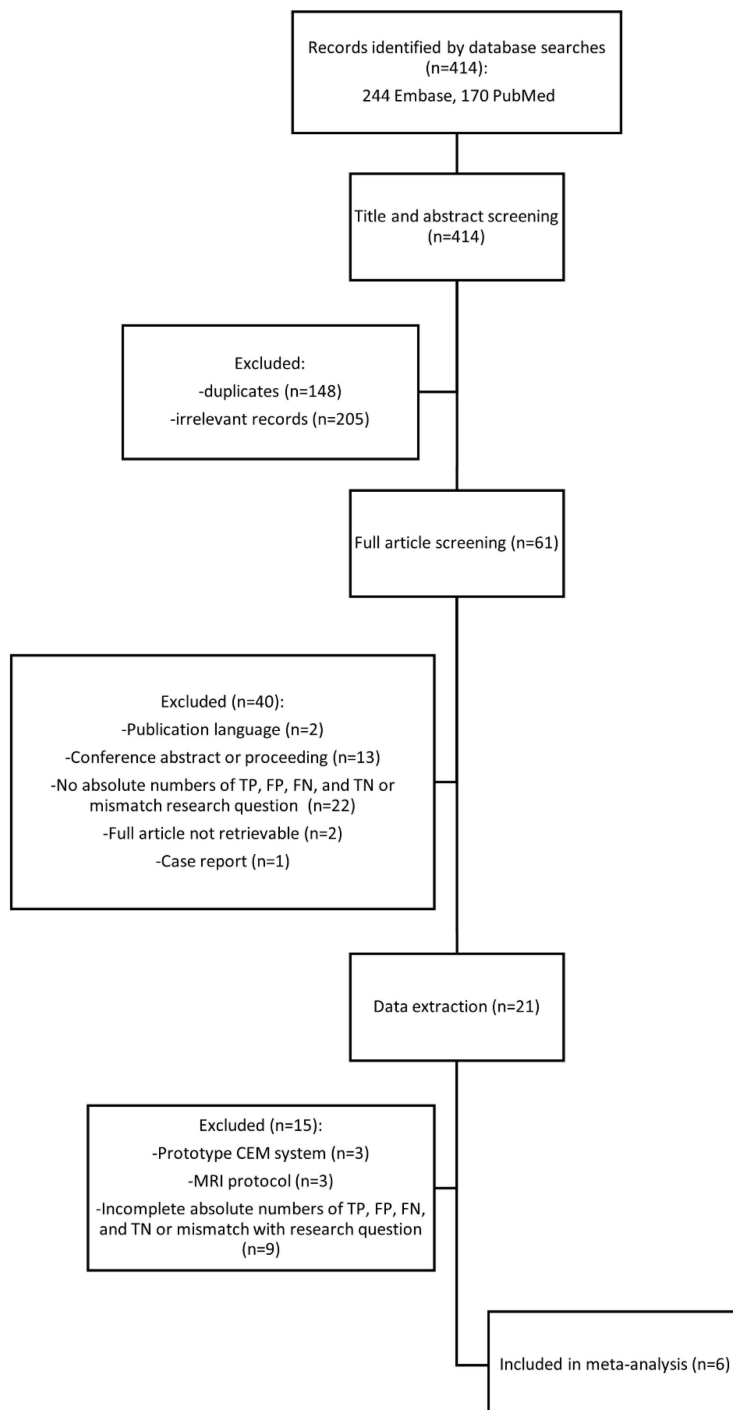 Records identified by database searches
(n=414):
244 Embase, 170 PubMed
Title and abstract screening
(n=414)
Excluded:
-duplicates (n=148)
-irrelevant records (n=205)
Full article screening (n=61)
Excluded (n=40):
-Publication language (n=2)
-Conference abstract or proceeding (n=13)
-No absolute numbers of TP, FP, FN, and TN or
mismatch research question (n=22)
-Full article not retrievable (n=2)
-Case report (n=1)
Data extraction (n=21)
Excluded (n=15):
-Prototype CEM system (n=3)
-MRI protocol (n=3)
-Incomplete absolute numbers of TP, FP, FN,
and TN or mismatch with research question
(n=9)
Included in meta-analysis (n=6)